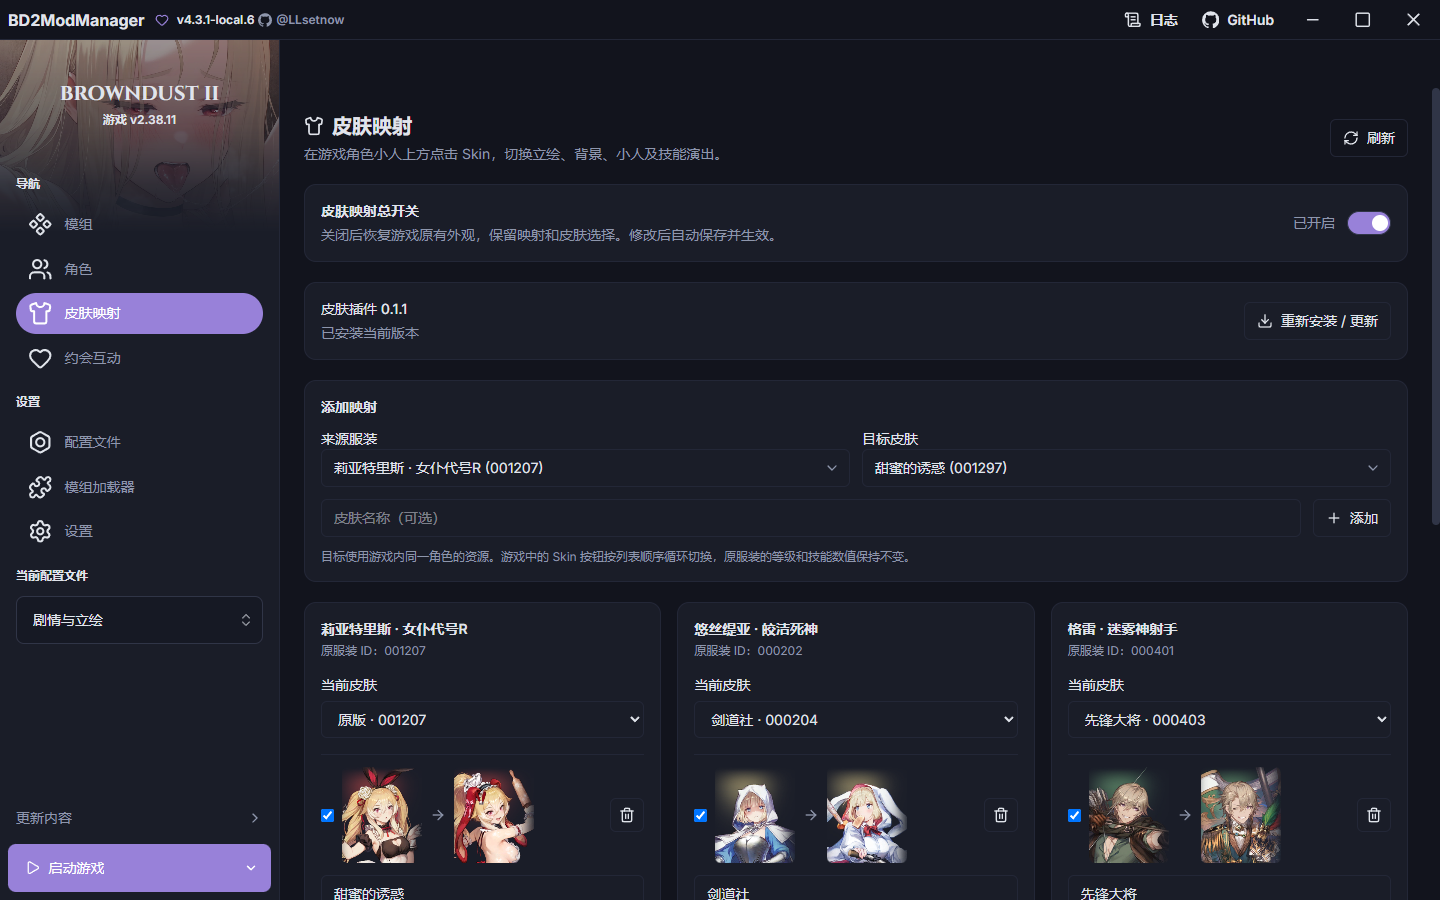 BD2ModManager v4.3.1-local.6 @LLsetnow
日志 GitHub
BROWNDUST II
游戏 v2.38.11
导航
模组
角色
皮肤映射
约会互动
设置
配置文件
模组加载器
设置
当前配置文件
剧情与立绘
更新内容
启动游戏
皮肤映射
在游戏角色小人上方点击 Skin，切换立绘、背景、小人及技能演出。
刷新
皮肤映射总开关
关闭后恢复游戏原有外观，保留映射和皮肤选择。修改后自动保存并生效。
已开启
皮肤插件 0.1.1
已安装当前版本
重新安装 / 更新
添加映射
来源服装
莉亚特里斯 · 女仆代号R (001207)
目标皮肤
甜蜜的诱惑 (001297)
皮肤名称（可选）
添加
目标使用游戏内同一角色的资源。游戏中的 Skin 按钮按列表顺序循环切换，原服装的等级和技能数值保持不变。
莉亚特里斯 · 女仆代号R
原服装 ID：001207
当前皮肤
原版 · 001207
甜蜜的诱惑
悠丝缇亚 · 皎洁死神
原服装 ID：000202
当前皮肤
剑道社 · 000204
剑道社
格雷 · 迷雾神射手
原服装 ID：000401
当前皮肤
先锋大将 · 000403
先锋大将